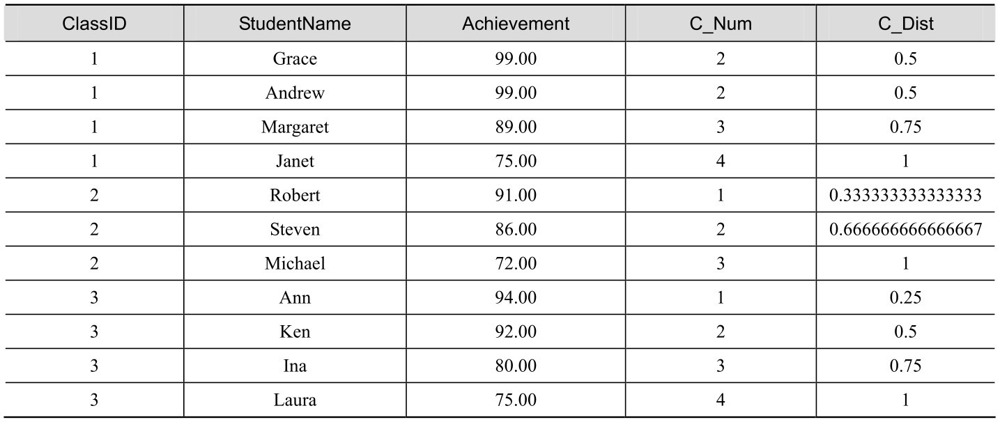 ClassID StudentName Achievement C_Num C_Dist
1 Grace 99.00 2 0.5
1 Andrew 99.00 2 0.5
1 Margaret 89.00 3 0.75
1 Janet 75.00 4 1
2 Robert 91.00 1 0.333333333333333
2 Steven 86.00 2 0.666666666666667
2 Michael 72.00 3 1
3 Ann 94.00 1 0.25
3 Ken 92.00 2 0.5
3 Ina 80.00 3 0.75
3 Laura 75.00 4 1